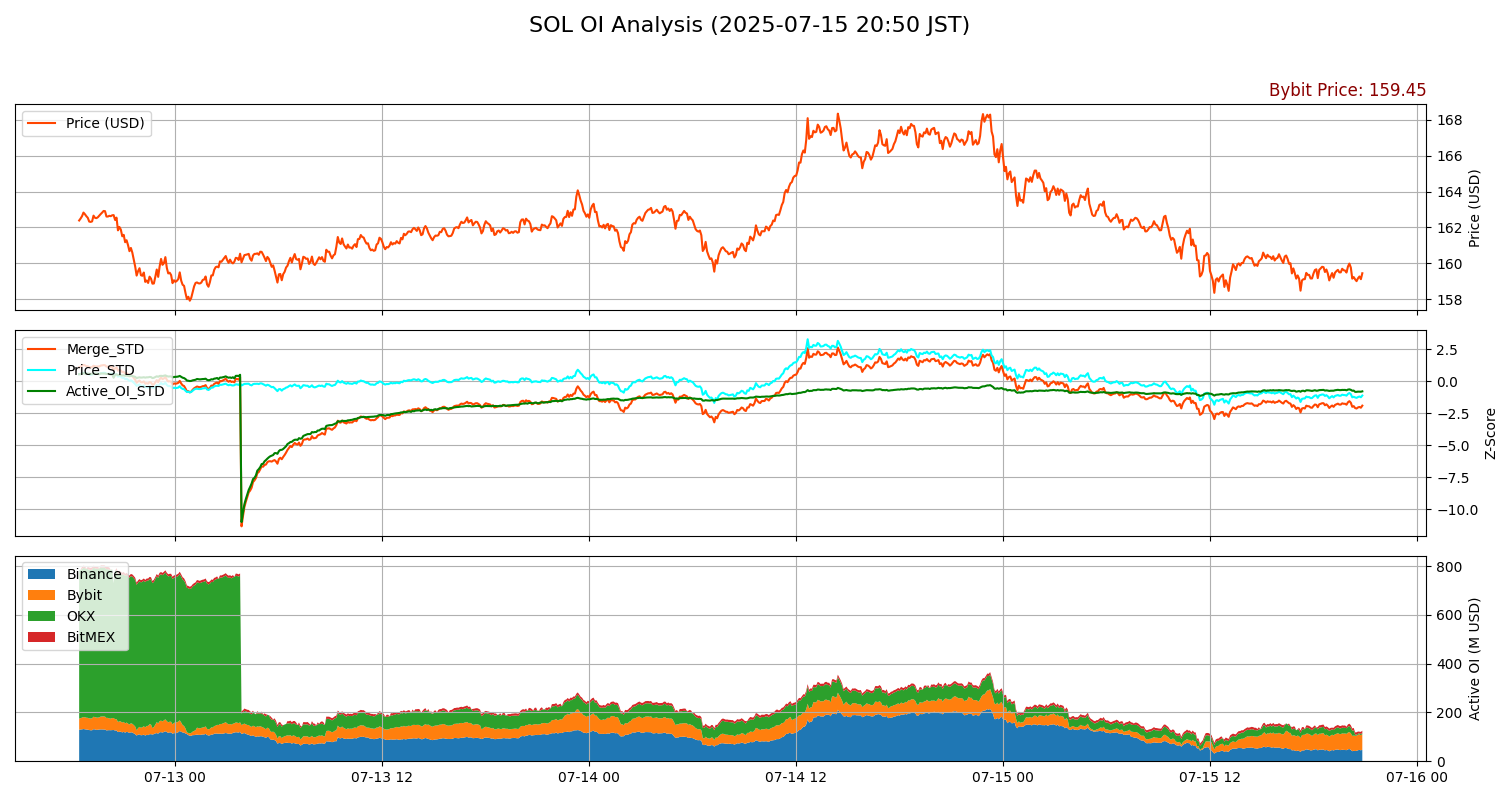 SOL OI Analysis (2025-07-15 20:50 JST)
Bybit Price: 159.45
Price (USD)
168
166
164
162
160
158
Price (USD)
Merge_STD
Price_STD
Active_OI_STD
2.5
0.0
−2.5
−5.0
−7.5
−10.0
Z-Score
Binance
Bybit
OKX
BitMEX
800
600
400
200
0
Active OI (M USD)
07-13 00
07-13 12
07-14 00
07-14 12
07-15 00
07-15 12
07-16 00